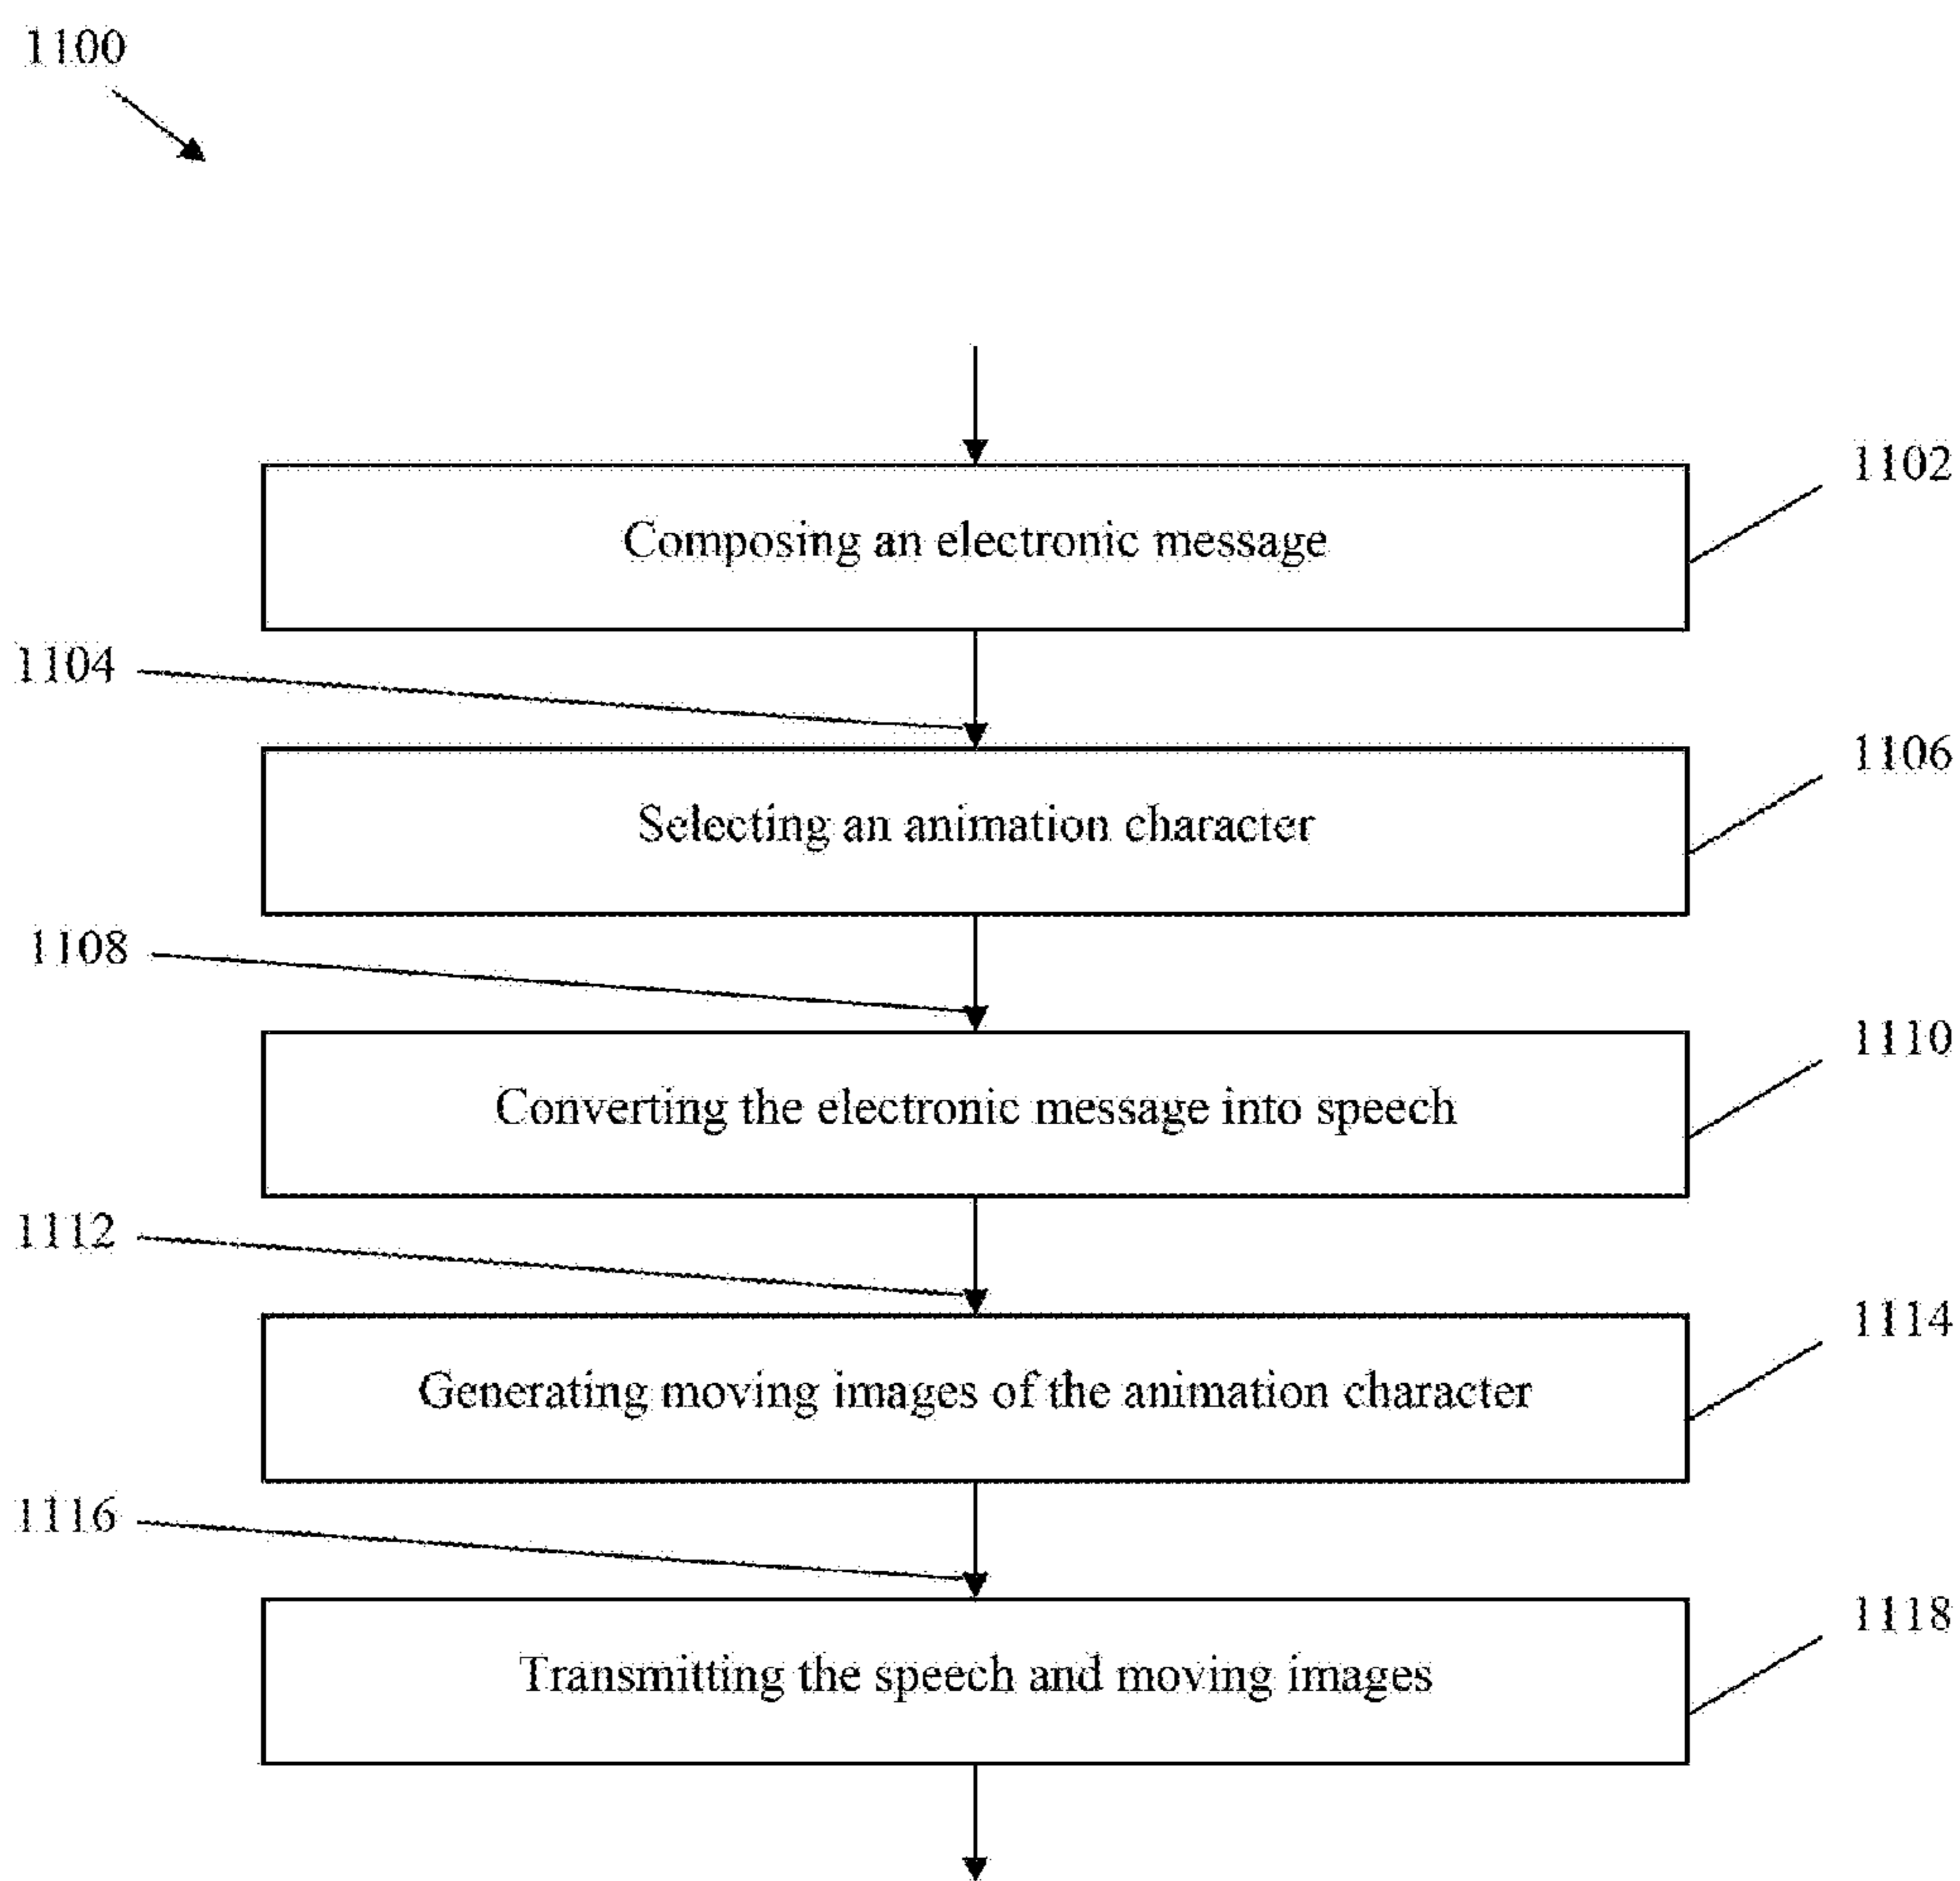 1100
1102
Composing an electronic message
1104
1106
Selecting an animation character
1108
1110
Converting the electronic message into speech
1112
1114
Generating moving images of the animation character
1116
1118
Transmitting the speech and moving images